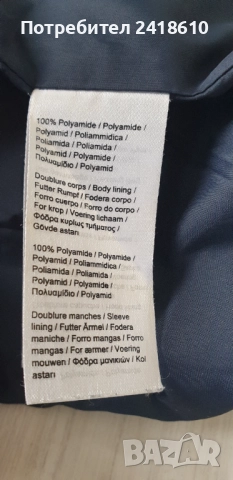 Потребител 2418610
100% Polyamide / Polyamide /
Polyamid / Poliammidica /
Poliamida / Poliamida /
Polyamid / Polyamide /
Πολυαμίδιο / Polyamid
Doublure corps / Body lining /
Futter Rumpf / Fodera corpo /
Forro cuerpo / Forro do corpo /
For krop / Voering lichaam /
Φόδρα κυρίως τμήματος /
Gövde astarı
100% Polyamide / Polyamide /
Polyamid / Poliammidica /
Poliamida / Poliamida /
Polyamid / Polyamide /
Πολυαμίδιο / Polyamid
Doublure manches / Sleeve
lining / Futter Ärmel / Fodera
maniche / Forro mangas / Forro
mangas / For ærmer / Voering
mouwen / Φόδρα μανικιών / Kol
astarı
BAZAR